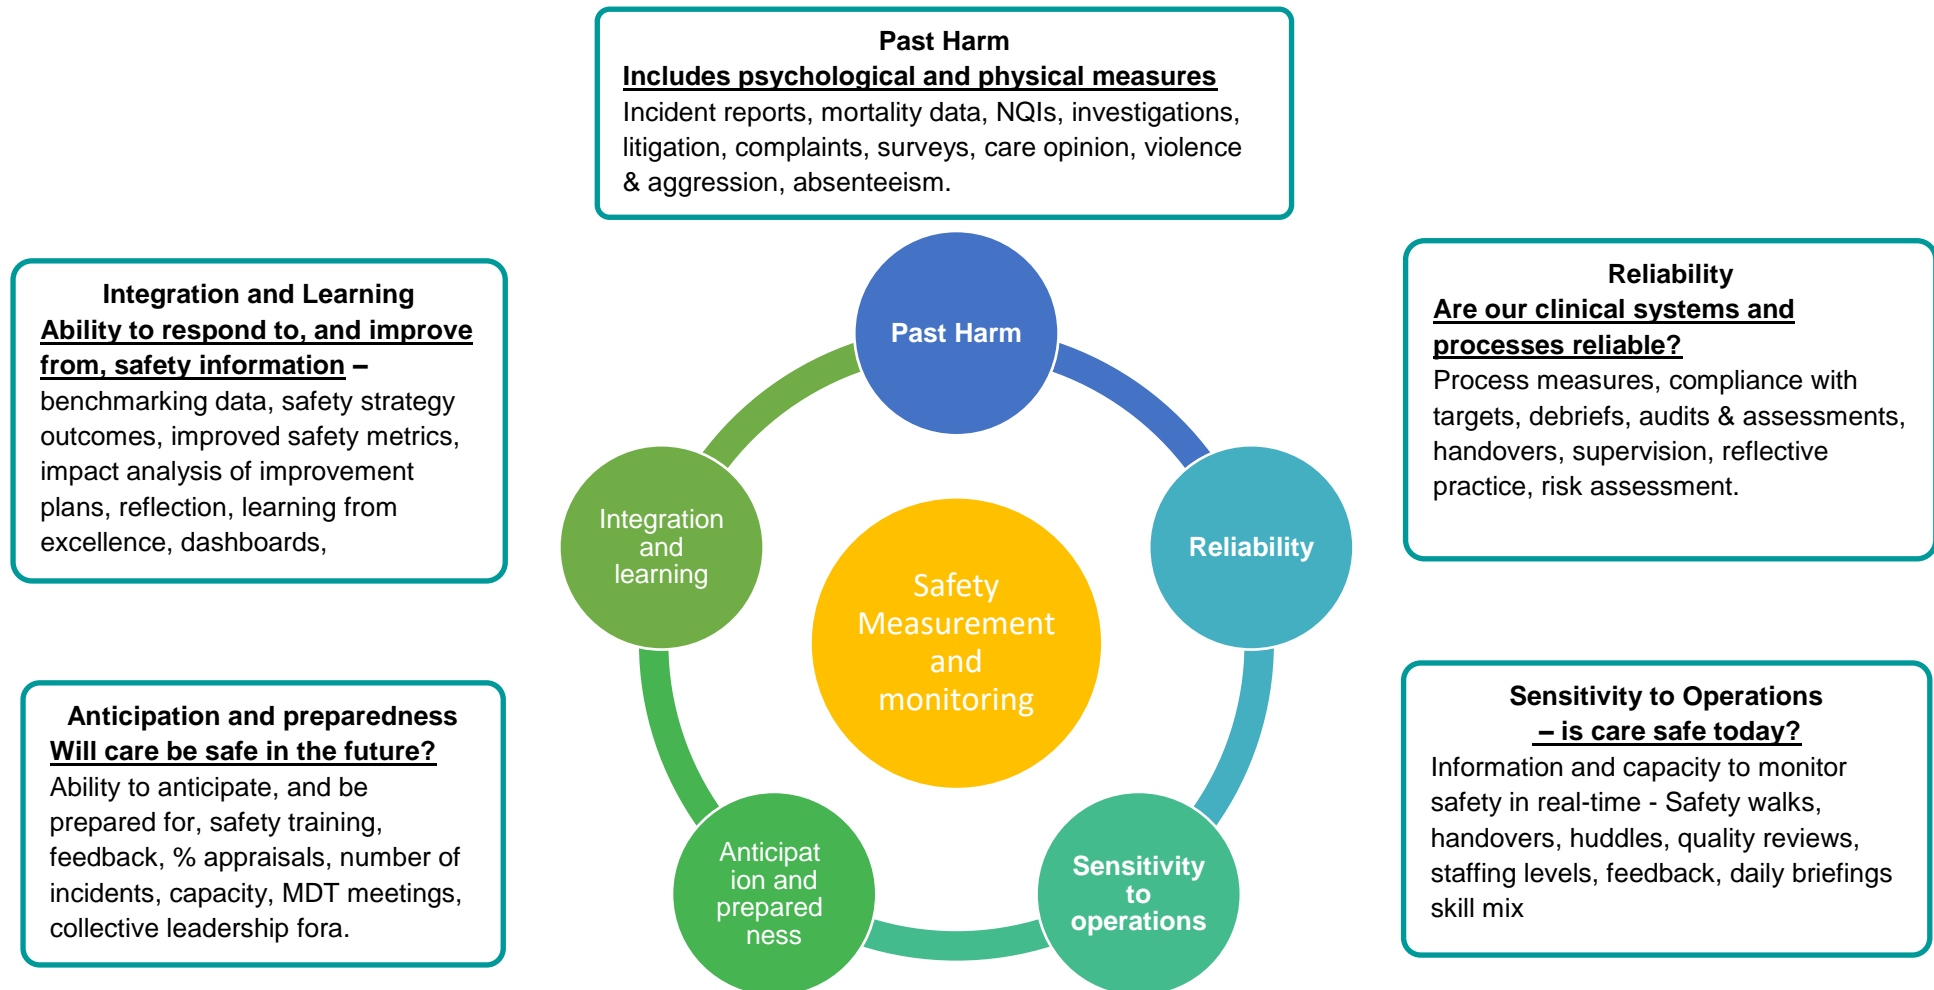 Past Harm
Includes psychological and physical measures
Incident reports, mortality data, NQIs, investigations,
litigation, complaints, surveys, care opinion, violence
& aggression, absenteeism.
Integration and Learning
Ability to respond to, and improve
from, safety information –
benchmarking data, safety strategy
outcomes, improved safety metrics,
impact analysis of improvement
plans, reflection, learning from
excellence, dashboards,
Reliability
Are our clinical systems and
processes reliable?
Process measures, compliance with
targets, debriefs, audits & assessments,
handovers, supervision, reflective
practice, risk assessment.
Past Harm
Integration
and
learning
Reliability
Safety
Measurement
and
monitoring
Anticipat
ion and
prepared
ness
Sensitivity
to
operations
Anticipation and preparedness
Will care be safe in the future?
Ability to anticipate, and be
prepared for, safety training,
feedback, % appraisals, number of
incidents, capacity, MDT meetings,
collective leadership fora.
Sensitivity to Operations
– is care safe today?
Information and capacity to monitor
safety in real-time - Safety walks,
handovers, huddles, quality reviews,
staffing levels, feedback, daily briefings
skill mix